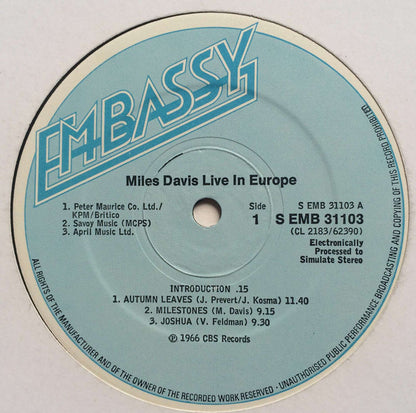 EMBASSY
Miles Davis Live In Europe
1. Peter Maurice Co. Ltd./
KPM/Britico
2. Savoy Music (MCPS)
3. April Music Ltd.
Side
1
S EMB 31103 A
S EMB 31103
(CL 2183/62390)
Electronically
Processed to
Simulate Stereo
INTRODUCTION .15
1. AUTUMN LEAVES (J. Prevert/J. Kosma) 11.40
2. MILESTONES (M. Davis) 9.15
3. JOSHUA (V. Feldman) 9.30
℗ 1966 CBS Records
ALL RIGHTS OF THE MANUFACTURER AND OF THE OWNER OF THE RECORDED WORK RESERVED · UNAUTHORISED PUBLIC PERFORMANCE BROADCASTING AND COPYING OF THIS RECORD PROHIBITED